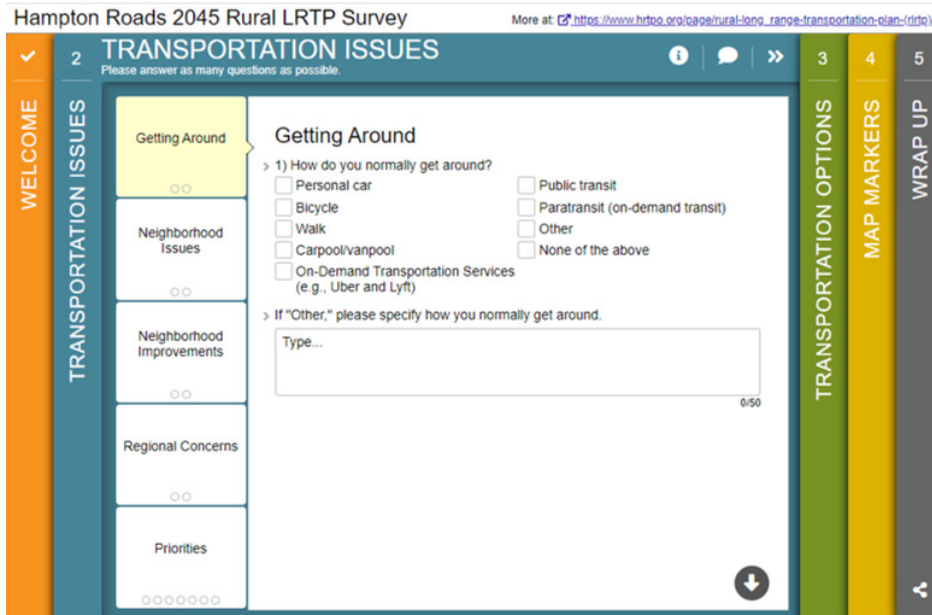 Hampton Roads 2045 Rural LRTP Survey
More at: https://www.hrtpo.org/page/rural-long_range-transportation-plan-(rlrtp)/
WELCOME
2
TRANSPORTATION ISSUES
TRANSPORTATION ISSUES
Please answer as many questions as possible.
Getting Around
Neighborhood
Issues
Neighborhood
Improvements
Regional Concerns
Priorities
Getting Around
1) How do you normally get around?
Personal car
Public transit
Bicycle
Paratransit (on-demand transit)
Walk
Other
Carpool/vanpool
None of the above
On-Demand Transportation Services
(e.g., Uber and Lyft)
If "Other," please specify how you normally get around.
Type...
0/50
3
TRANSPORTATION OPTIONS
4
MAP MARKERS
5
WRAP UP